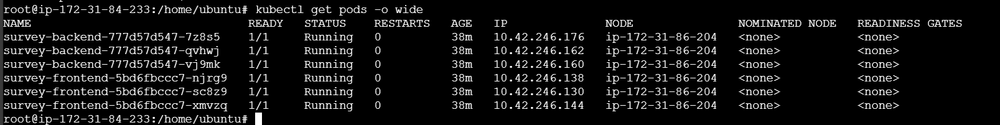 root@ip-172-31-84-233:/home/ubuntu# kubectl get pods -o wide
NAME READY STATUS RESTARTS AGE IP NODE NOMINATED NODE READINESS GATES
survey-backend-777d57d547-7z8s5 1/1 Running 0 38m 10.42.246.176 ip-172-31-86-204 <none> <none>
survey-backend-777d57d547-qvhwj 1/1 Running 0 38m 10.42.246.162 ip-172-31-86-204 <none> <none>
survey-backend-777d57d547-vj9mk 1/1 Running 0 38m 10.42.246.160 ip-172-31-86-204 <none> <none>
survey-frontend-5bd6fbccc7-njrg9 1/1 Running 0 38m 10.42.246.138 ip-172-31-86-204 <none> <none>
survey-frontend-5bd6fbccc7-sc8z9 1/1 Running 0 38m 10.42.246.130 ip-172-31-86-204 <none> <none>
survey-frontend-5bd6fbccc7-xmvzq 1/1 Running 0 38m 10.42.246.144 ip-172-31-86-204 <none> <none>
root@ip-172-31-84-233:/home/ubuntu#